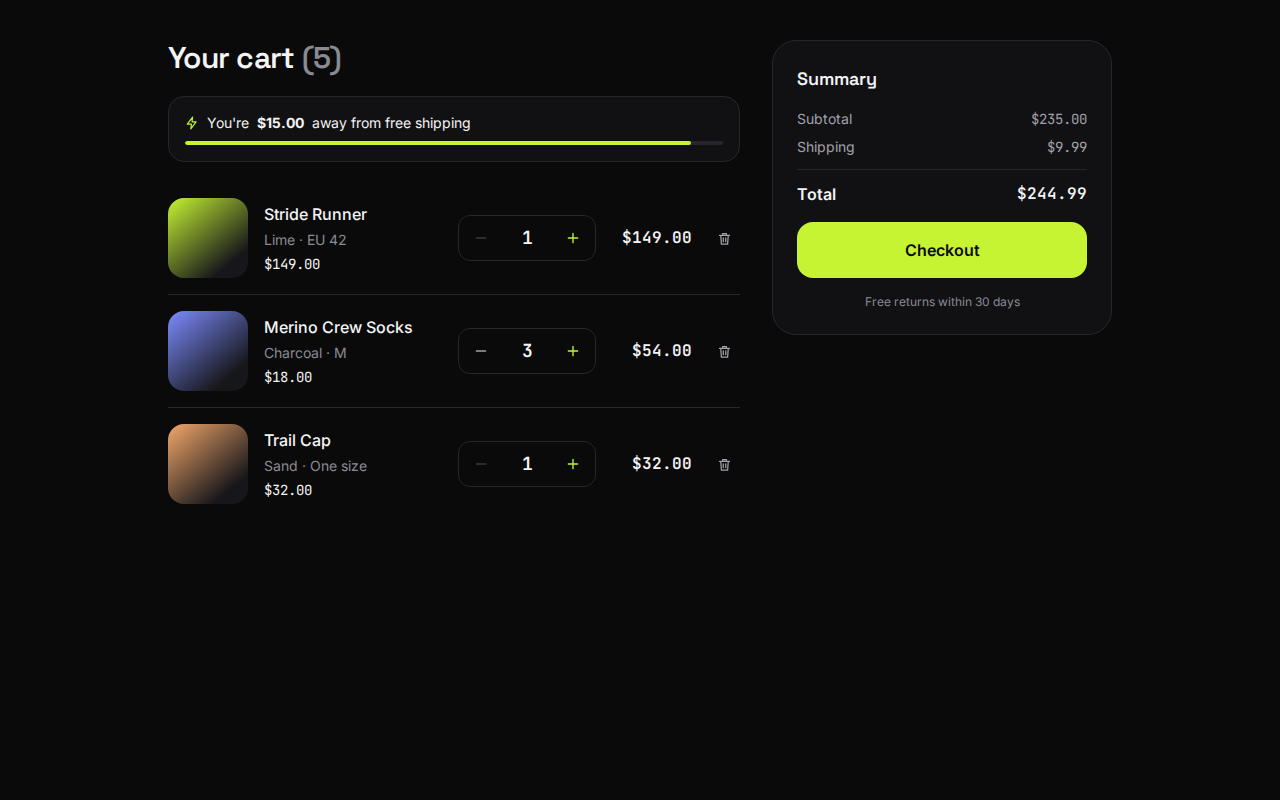 Your cart (5)
You're $15.00 away from free shipping
Stride Runner
Lime · EU 42
$149.00
− 1 + $149.00
Merino Crew Socks
Charcoal · M
$18.00
− 3 + $54.00
Trail Cap
Sand · One size
$32.00
− 1 + $32.00
Summary
Subtotal $235.00
Shipping $9.99
Total $244.99
Checkout
Free returns within 30 days